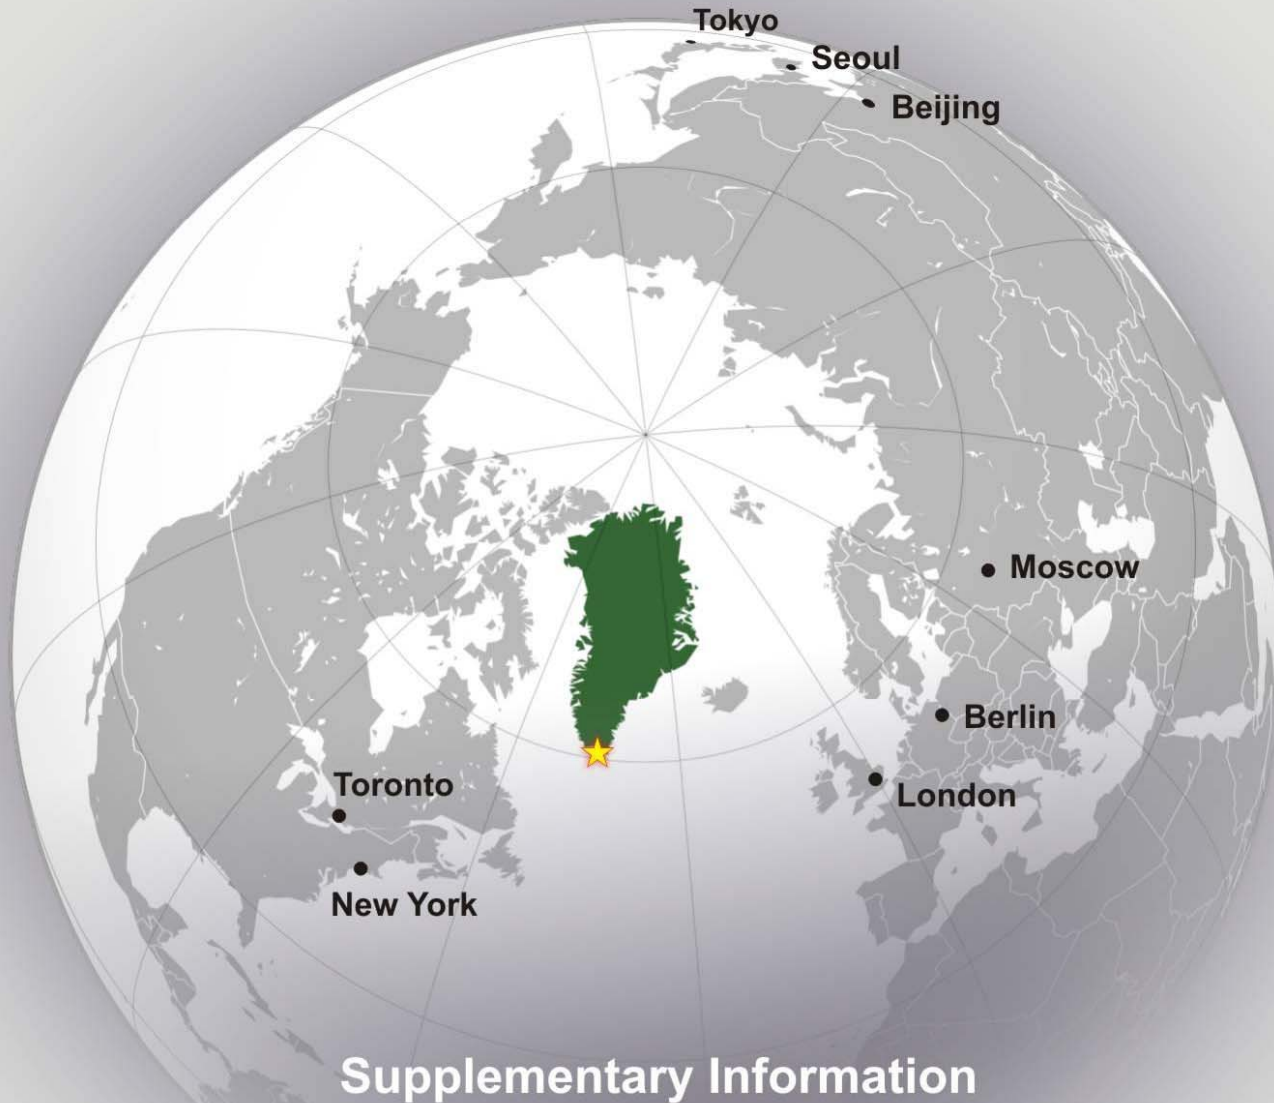 Tokyo
Seoul
Beijing
Moscow
Berlin
London
Toronto
New York
Supplementary Information